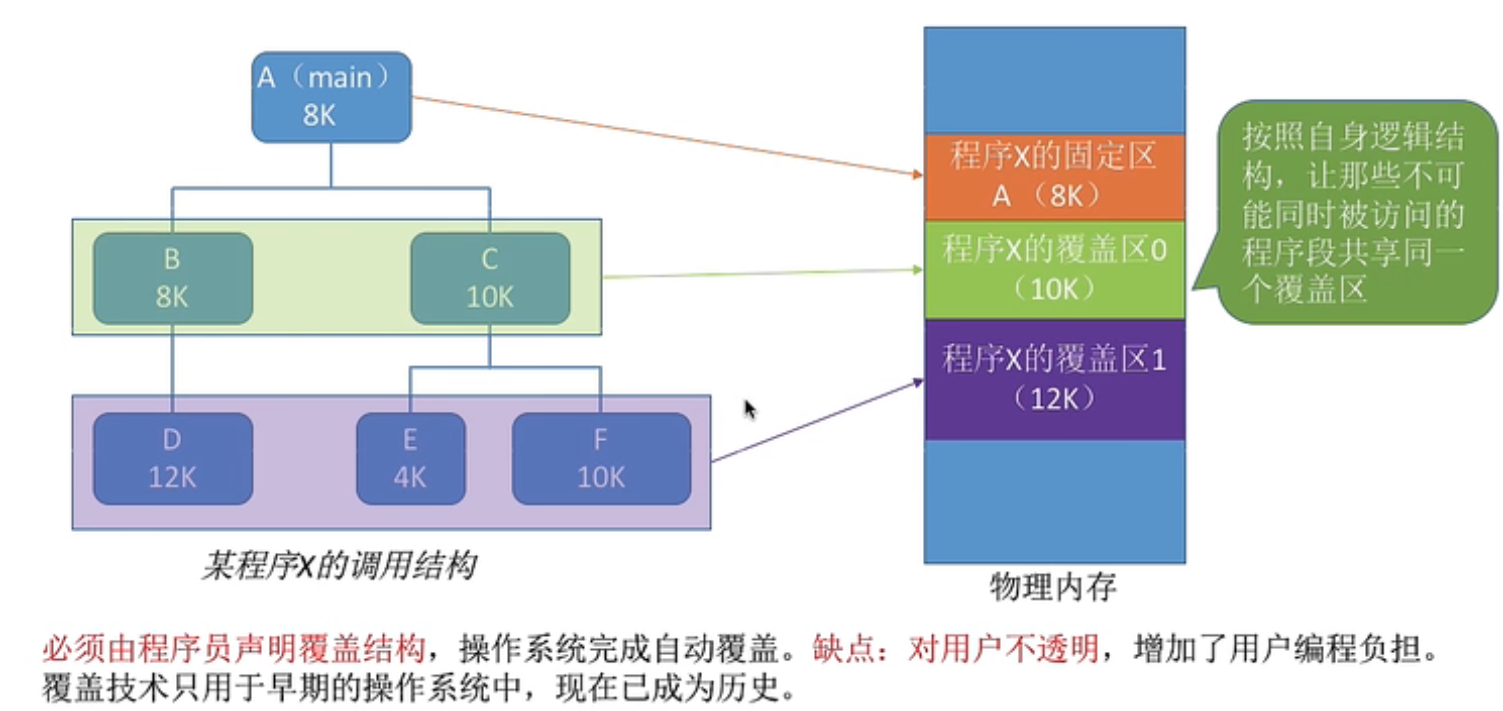 A（main）
8K
B
8K
C
10K
D
12K
E
4K
F
10K
某程序X的调用结构
程序X的固定区
A （8K）
程序X的覆盖区0
（10K）
程序X的覆盖区1
（12K）
物理内存
按照自身逻辑结
构，让那些不可
能同时被访问的
程序段共享同一
个覆盖区
必须由程序员声明覆盖结构，操作系统完成自动覆盖。缺点：对用户不透明，增加了用户编程负担。
覆盖技术只用于早期的操作系统中，现在已成为历史。